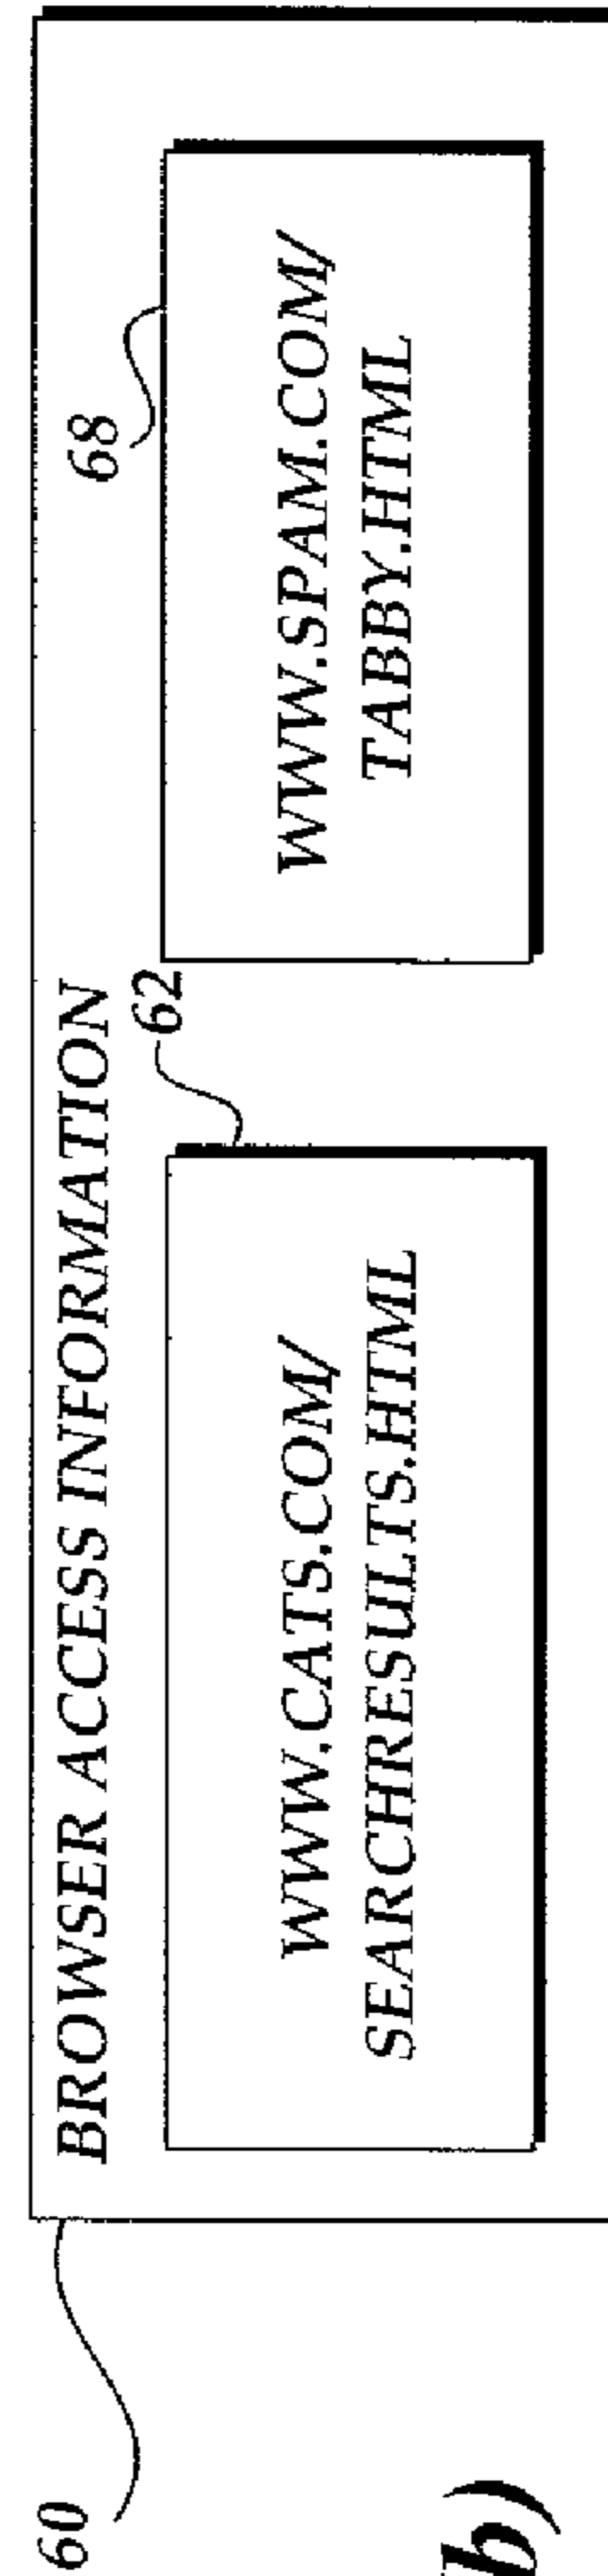 60
BROWSER ACCESS INFORMATION
62
68
WWW.CATS.COM/
SEARCHRESULTS.HTML
WWW.SPAM.COM/
TABBY.HTML
b)